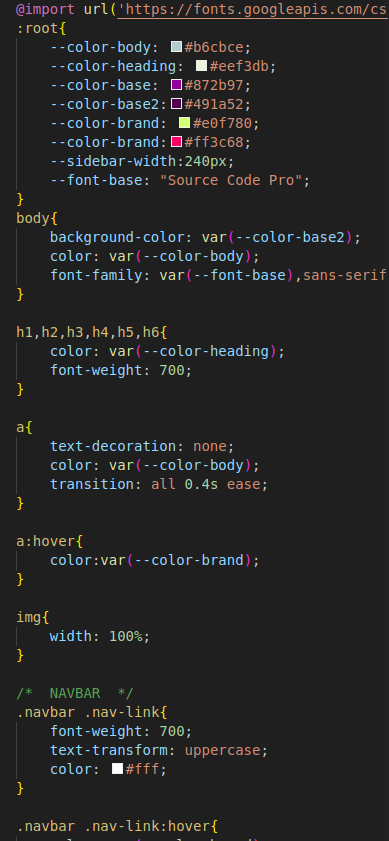 @import url('https://fonts.googleapis.com/cs
:root{
    --color-body: #b6cbce;
    --color-heading: #eef3db;
    --color-base: #872b97;
    --color-base2:#491a52;
    --color-brand: #e0f780;
    --color-brand:#ff3c68;
    --sidebar-width:240px;
    --font-base: "Source Code Pro";
}
body{
    background-color: var(--color-base2);
    color: var(--color-body);
    font-family: var(--font-base),sans-serif
}

h1,h2,h3,h4,h5,h6{
    color: var(--color-heading);
    font-weight: 700;
}

a{
    text-decoration: none;
    color: var(--color-body);
    transition: all 0.4s ease;
}

a:hover{
    color:var(--color-brand);
}

img{
    width: 100%;
}

/*  NAVBAR  */
.navbar .nav-link{
    font-weight: 700;
    text-transform: uppercase;
    color: #fff;
}

.navbar .nav-link:hover{